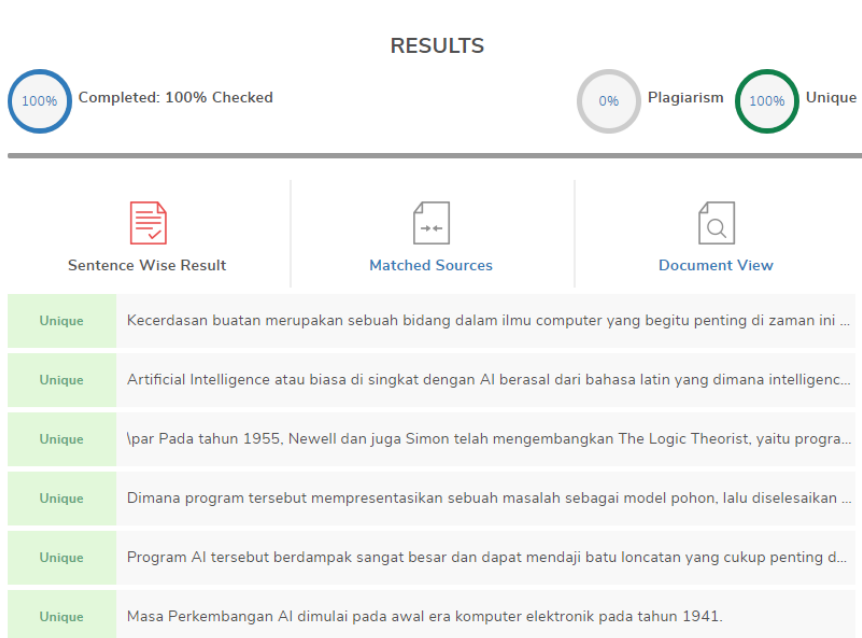 RESULTS
100% Completed: 100% Checked 0% Plagiarism 100% Unique
Sentence Wise Result Matched Sources Document View
Unique Kecerdasan buatan merupakan sebuah bidang dalam ilmu computer yang begitu penting di zaman ini ...
Unique Artificial Intelligence atau biasa di singkat dengan AI berasal dari bahasa latin yang dimana intelligenc...
Unique \par Pada tahun 1955, Newell dan juga Simon telah mengembangkan The Logic Theorist, yaitu progra...
Unique Dimana program tersebut mempresentasikan sebuah masalah sebagai model pohon, lalu diselesaikan ...
Unique Program AI tersebut berdampak sangat besar dan dapat mendaji batu loncatan yang cukup penting d...
Unique Masa Perkembangan AI dimulai pada awal era komputer elektronik pada tahun 1941.